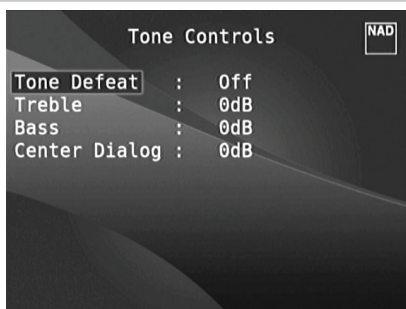 Tone Controls
NAD
Tone Defeat : Off
Treble : 0dB
Bass : 0dB
Center Dialog : 0dB